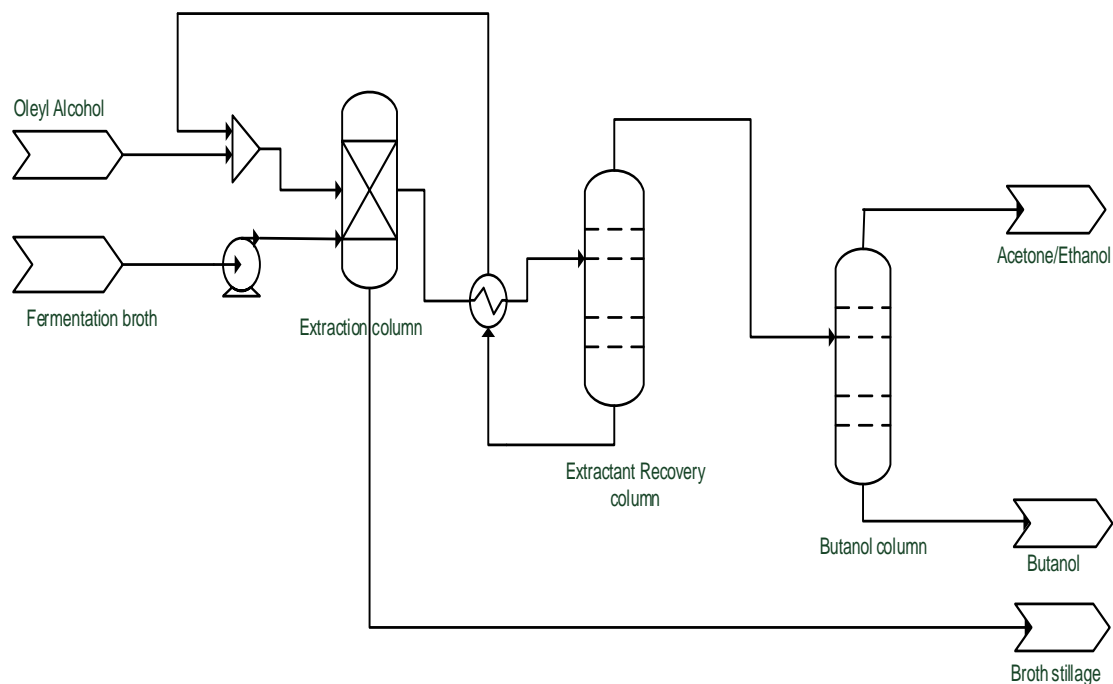 Oleyl Alcohol
Fermentation broth
Extraction column
Extractant Recovery
column
Acetone/Ethanol
Butanol column
Butanol
Broth stillage